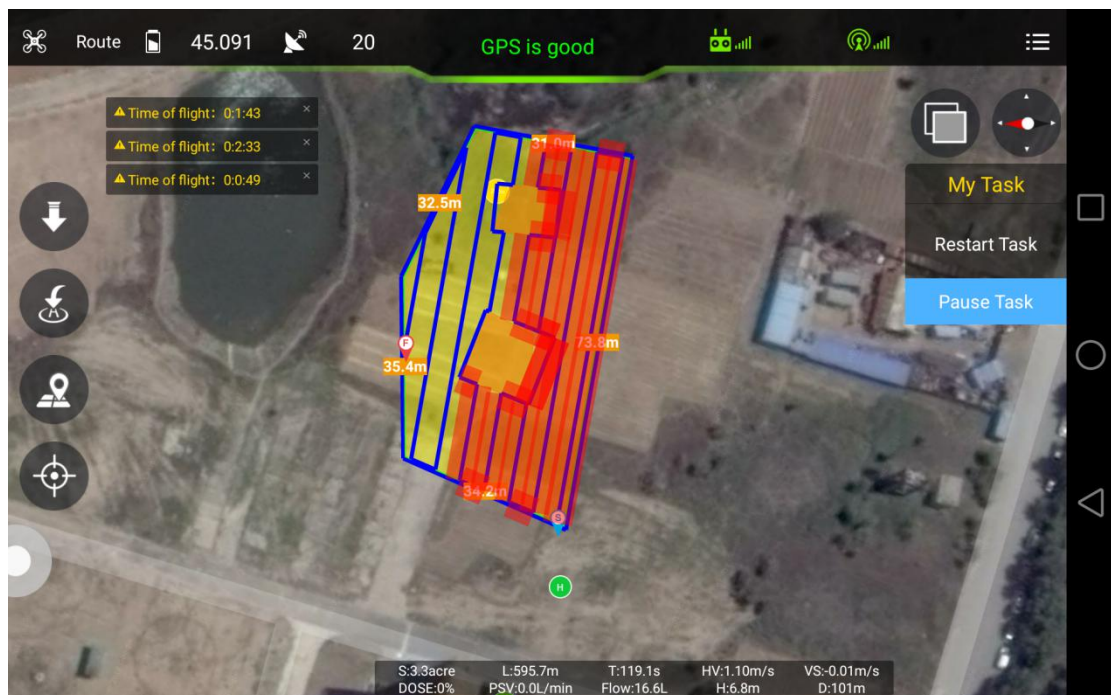 Route 45.091 20 GPS is good
Time of flight: 0:1:43 ×
Time of flight: 0:2:33 ×
Time of flight: 0:0:49 ×
31.0m
32.5m
73.8m
F
35.4m
34.2m
S
H
My Task
Restart Task
Pause Task
S:3.3acre L:595.7m T:119.1s HV:1.10m/s VS:-0.01m/s
DOSE:0% PSV:0.0L/min Flow:16.6L H:6.8m D:101m